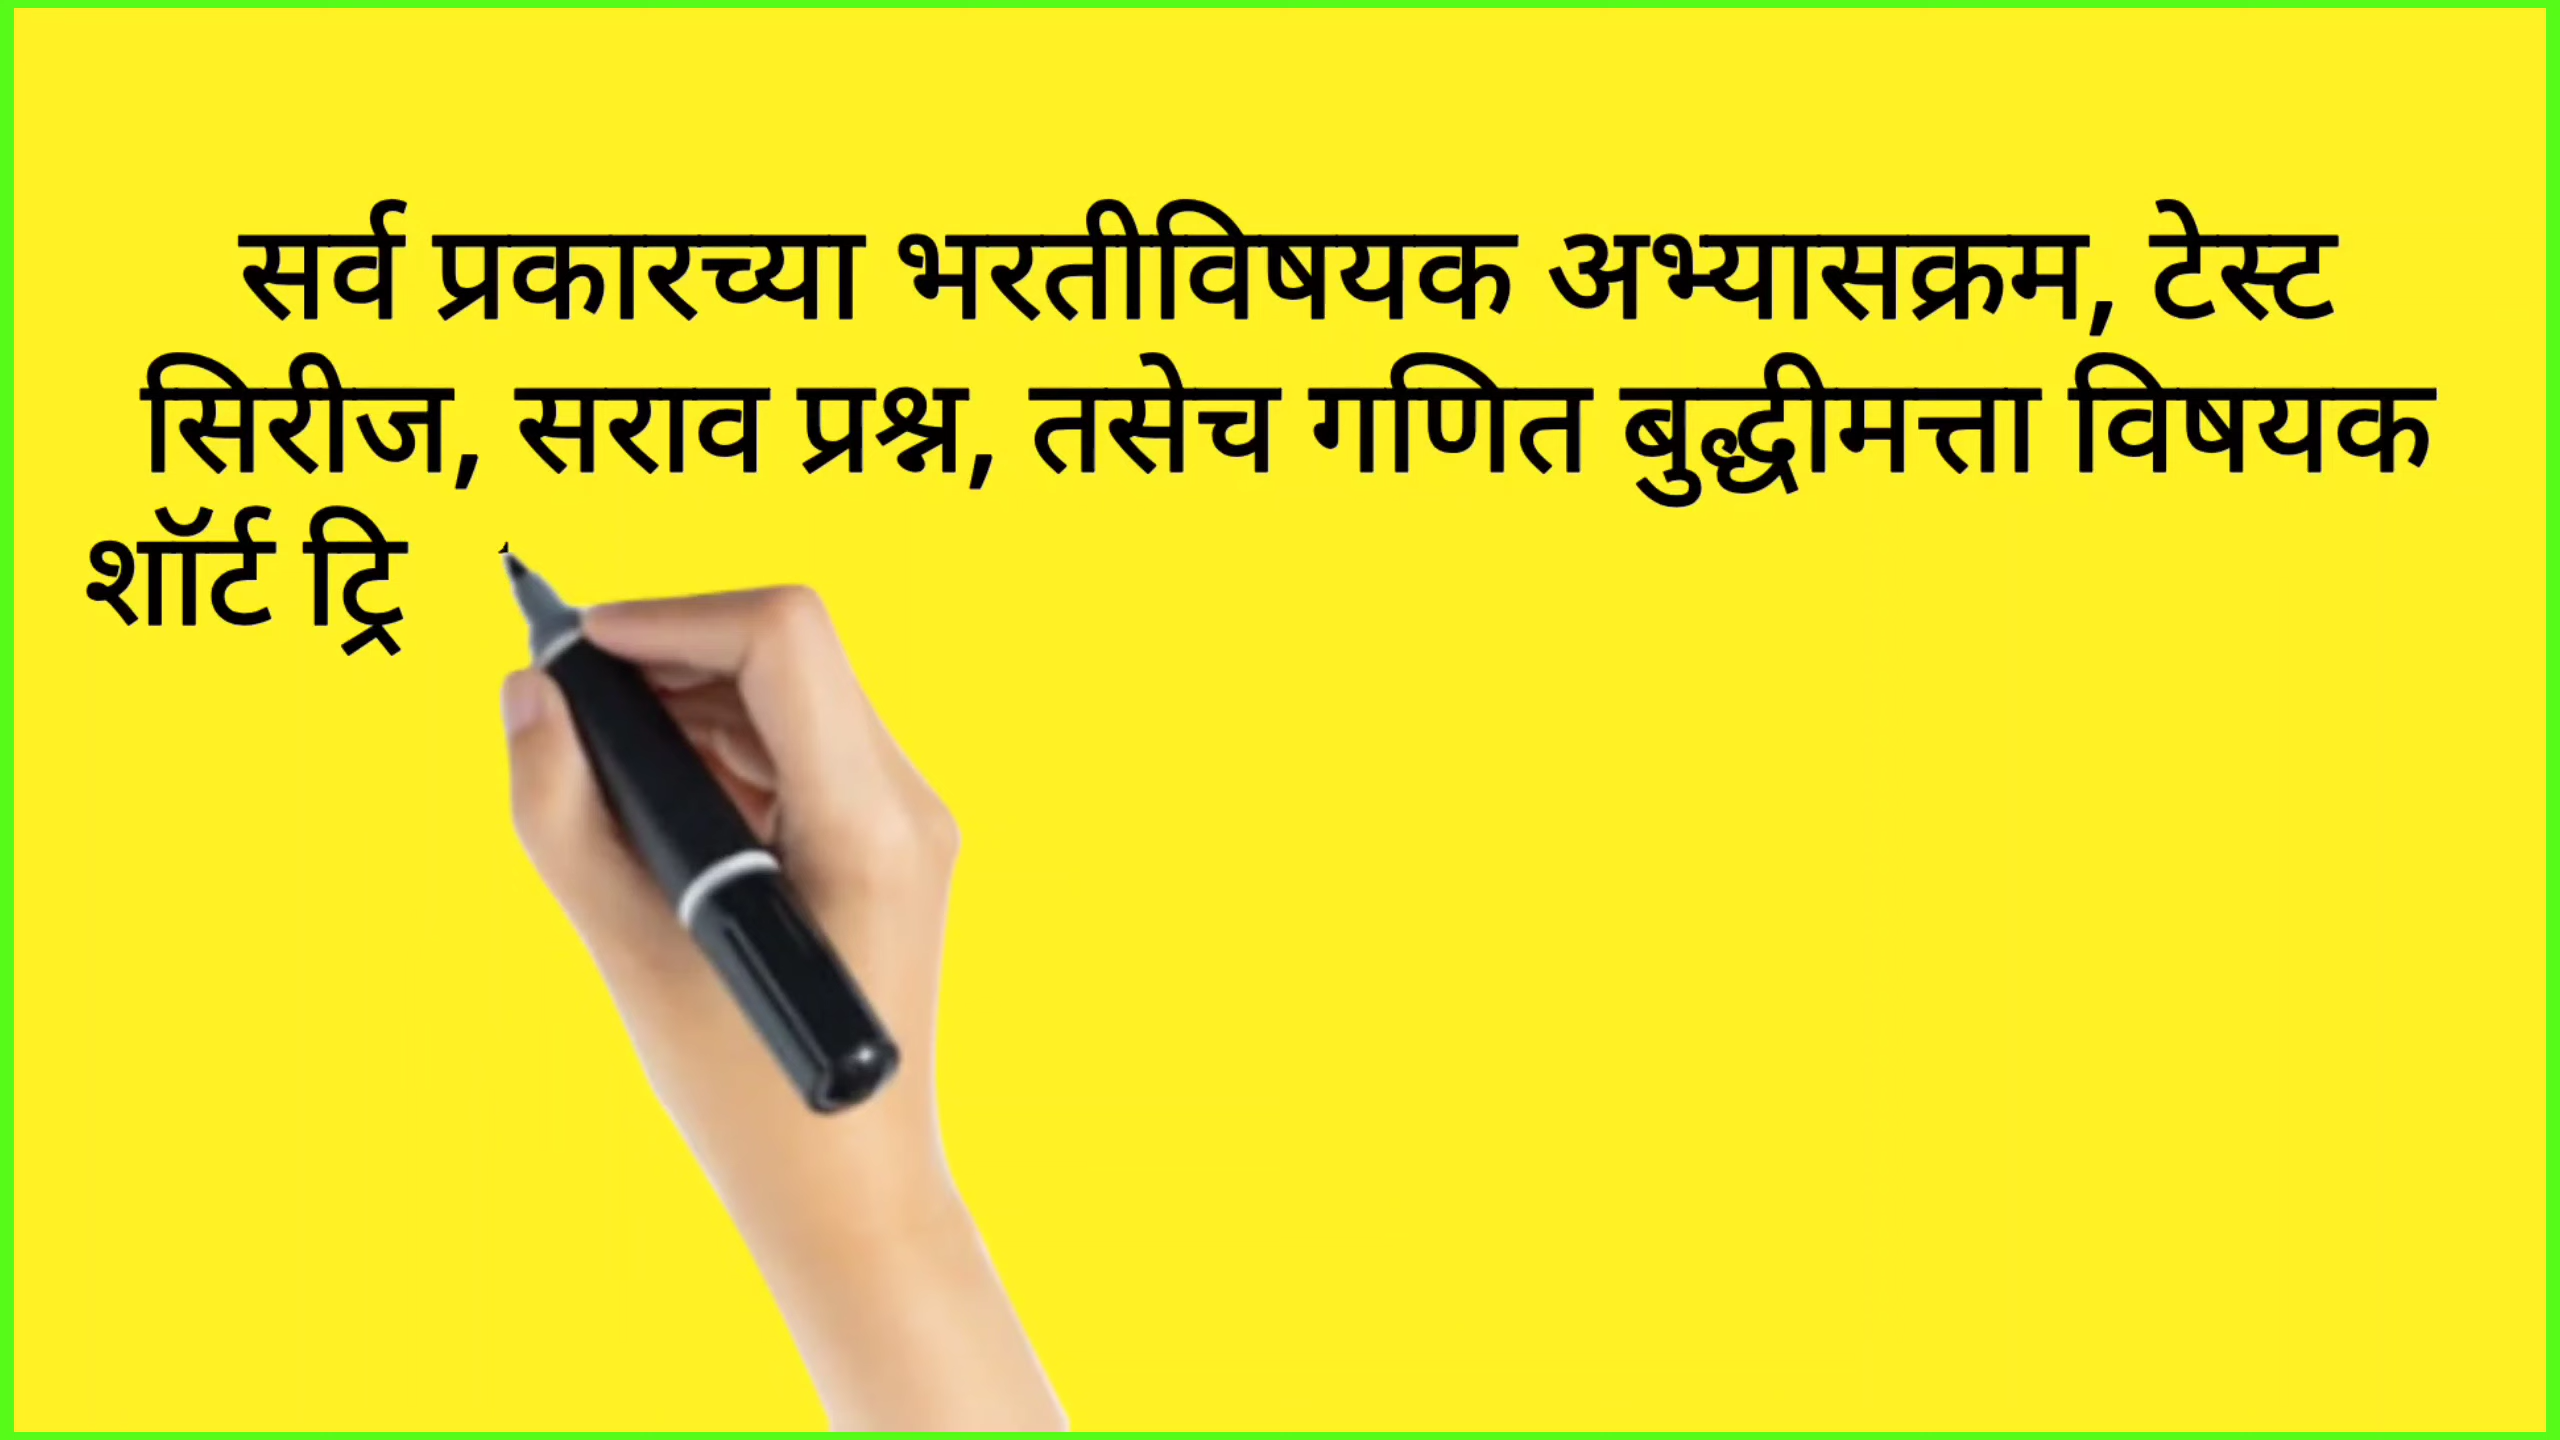 सर्व प्रकारच्या भरतीविषयक अभ्यासक्रम, टेस्ट
सिरीज, सराव प्रश्न, तसेच गणित बुद्धीमत्ता विषयक
शॉर्ट ट्रि